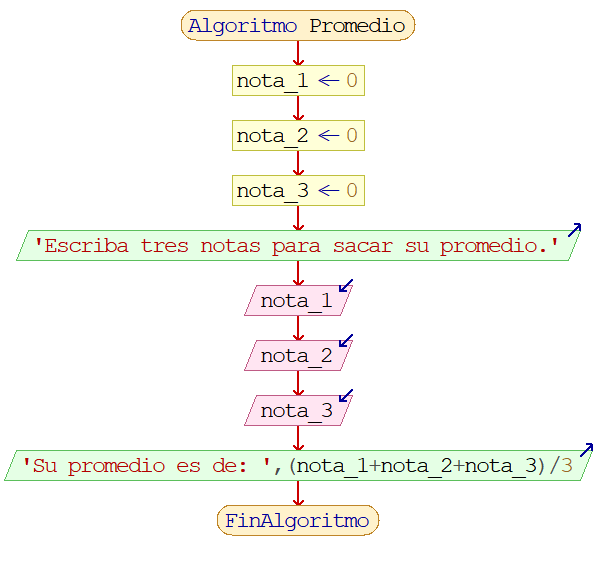 Algoritmo Promedio
nota_1 ← 0
nota_2 ← 0
nota_3 ← 0
'Escriba tres notas para sacar su promedio.'
nota_1
nota_2
nota_3
'Su promedio es de: ',(nota_1+nota_2+nota_3)/3
FinAlgoritmo